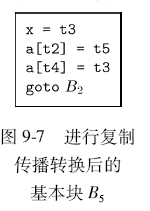 x = t3
a[t2] = t5
a[t4] = t3
goto B₂
图 9-7 进行复制
传播转换后的
基本块 B₅